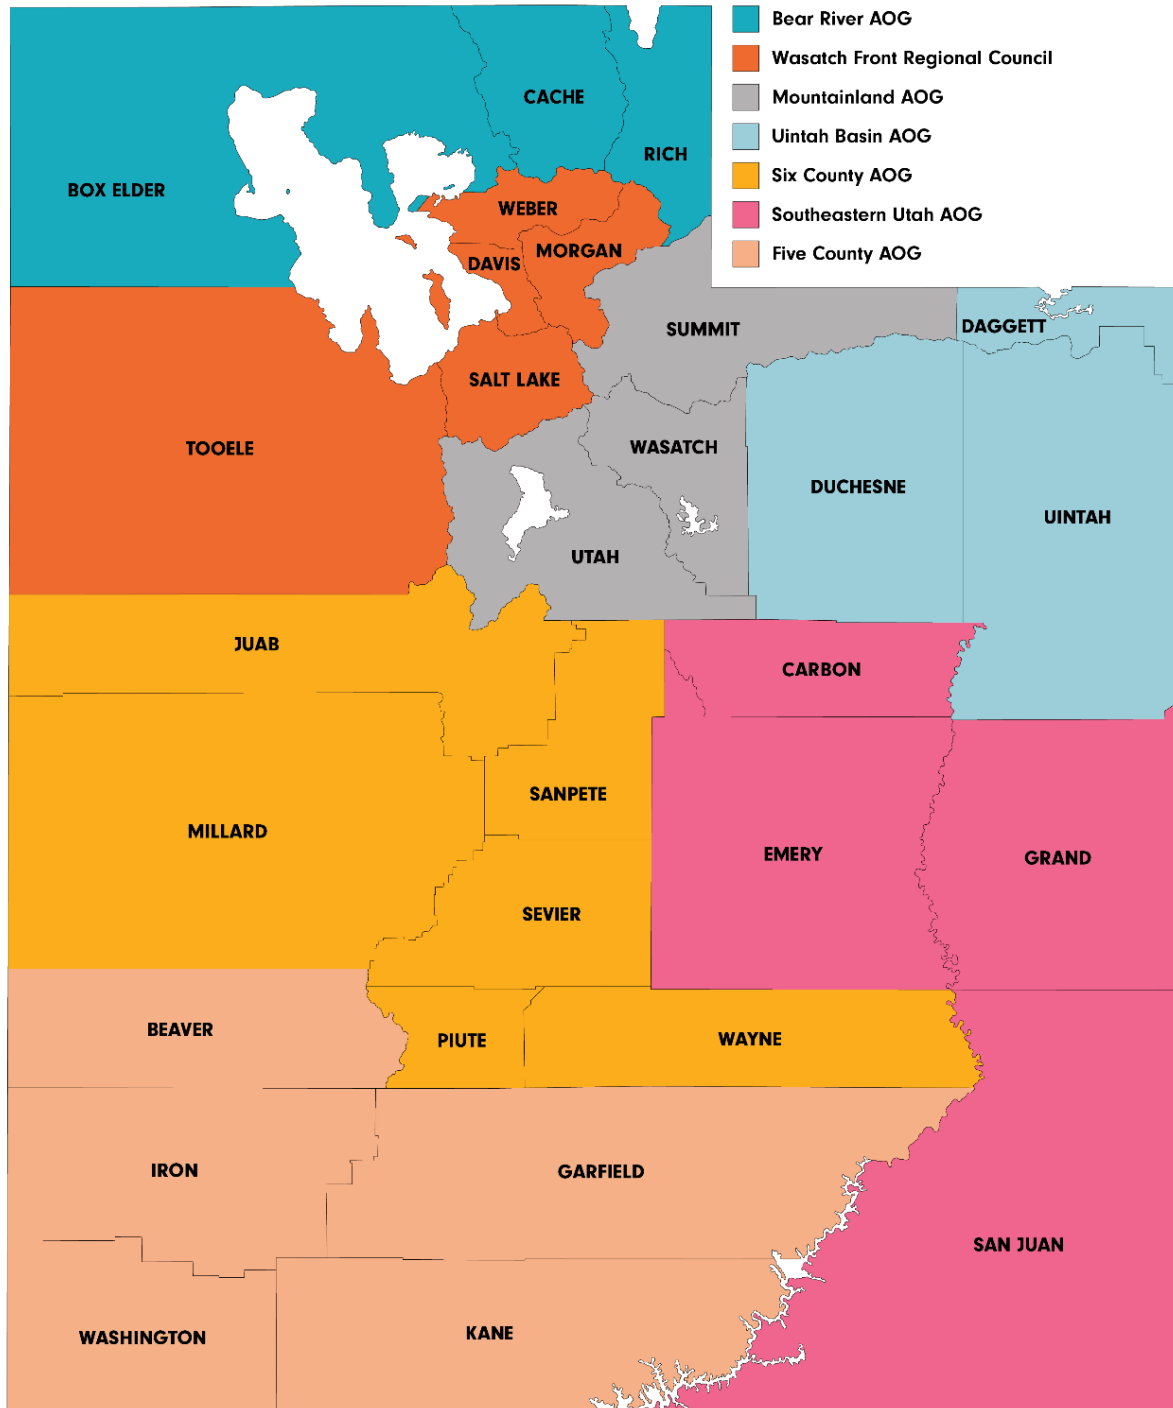 Bear River AOG
Wasatch Front Regional Council
Mountainland AOG
Uintah Basin AOG
Six County AOG
Southeastern Utah AOG
Five County AOG
CACHE
RICH
BOX ELDER
WEBER
MORGAN
DAVIS
SUMMIT
DAGGETT
SALT LAKE
TOOELE
WASATCH
DUCHESNE
UINTAH
UTAH
JUAB
CARBON
SANPETE
MILLARD
EMERY
GRAND
SEVIER
BEAVER
PIUTE
WAYNE
IRON
GARFIELD
SAN JUAN
WASHINGTON
KANE